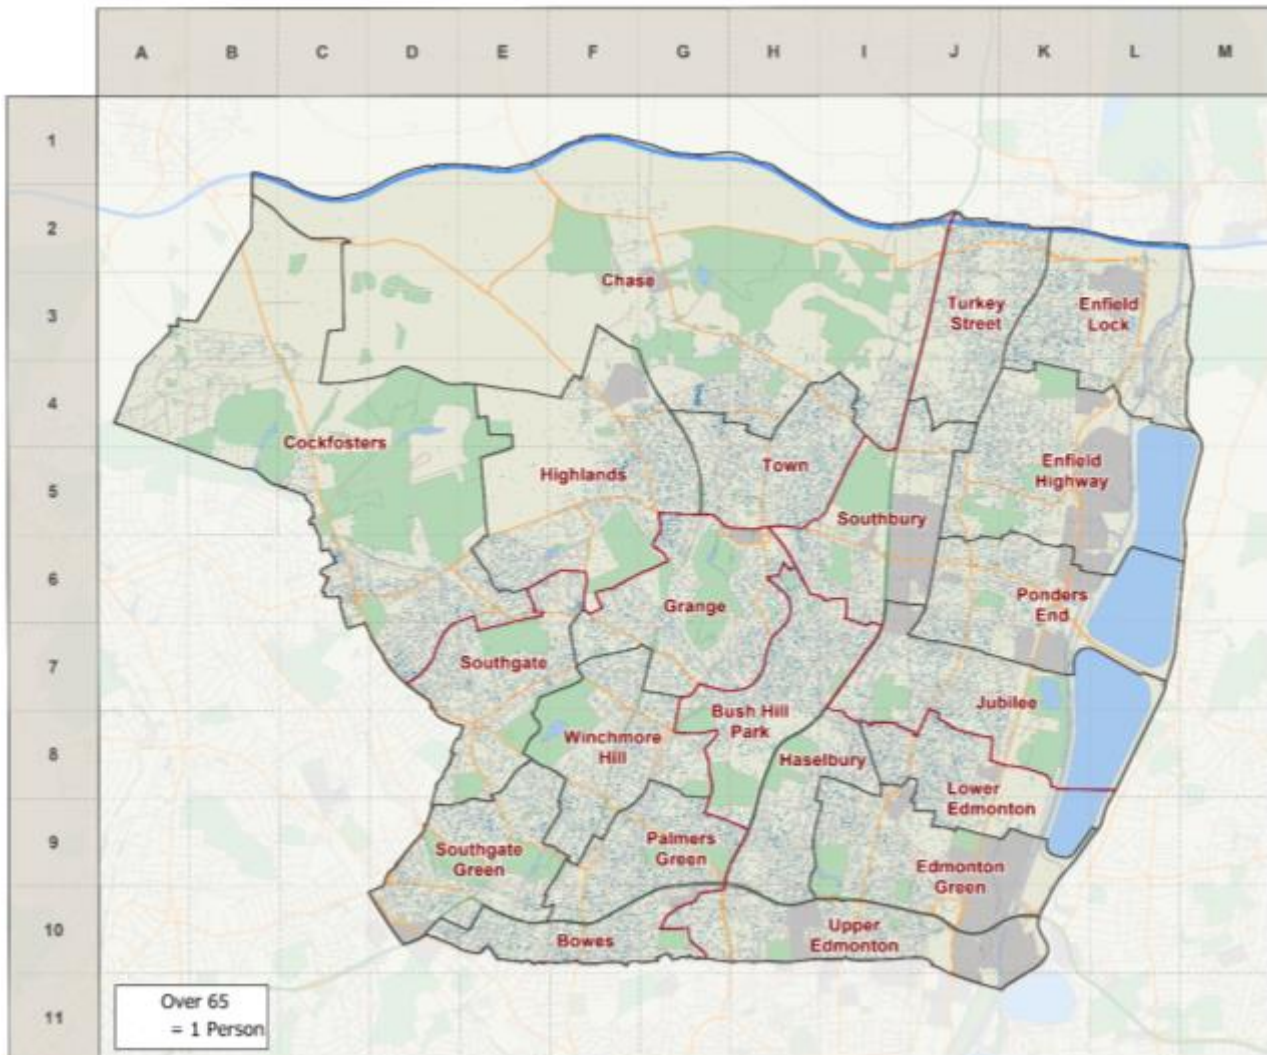 A B C D E F G H I J K L M
1
2
3
4
5
6
7
8
9
10
11
Chase
Turkey
Street
Enfield
Lock
Cockfosters
Highlands
Town
Enfield
Highway
Southbury
Grange
Ponders
End
Southgate
Jubilee
Bush Hill
Park
Winchmore
Hill
Haselbury
Lower
Edmonton
Palmers
Green
Southgate
Green
Edmonton
Green
Bowes
Upper
Edmonton
Over 65
= 1 Person